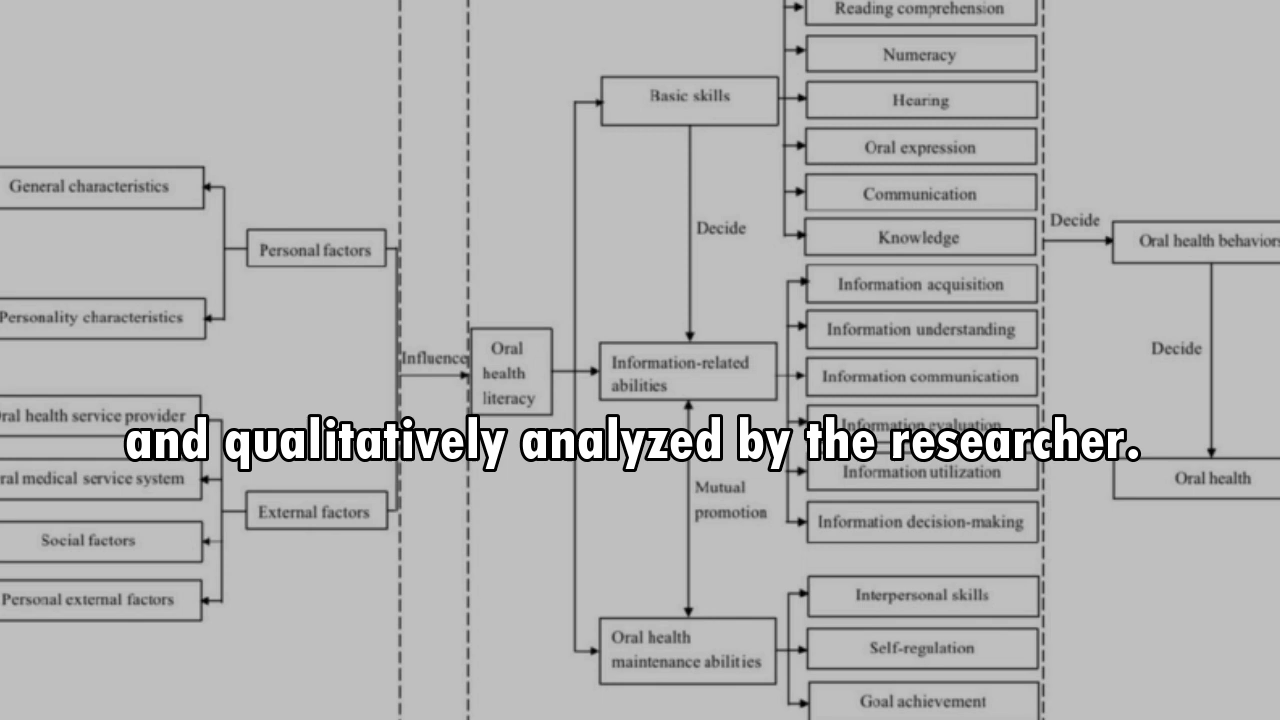 Reading comprehension
Numeracy
Basic skills
Hearing
Oral expression
General characteristics
Communication
Decide
Decide
Knowledge
Oral health behaviors
Personal factors
Information acquisition
Personality characteristics
Information understanding
Decide
Influence
Oral
health
literacy
Information-related
abilities
Information communication
ral health service provider
Information evaluation
and qualitatively analyzed by the researcher.
Information utilization
ral medical service system
Oral health
Mutual
promotion
External factors
Information decision-making
Social factors
Personal external factors
Interpersonal skills
Oral health
maintenance abilities
Self-regulation
Goal achievement